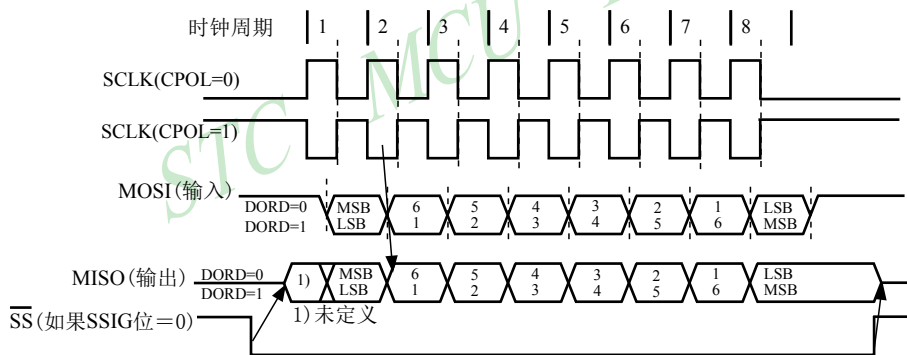 时钟周期 1 2 3 4 5 6 7 8
STC MCU
SCLK(CPOL=0)
SCLK(CPOL=1)
MOSI(输入)
DORD=0 MSB 6 5 4 3 2 1 LSB
DORD=1 LSB 1 2 3 4 5 6 MSB
MISO(输出)
DORD=0 1) MSB 6 5 4 3 2 1 LSB
DORD=1 LSB 1 2 3 4 5 6 MSB
1)未定义
SS(如果SSIG位=0)